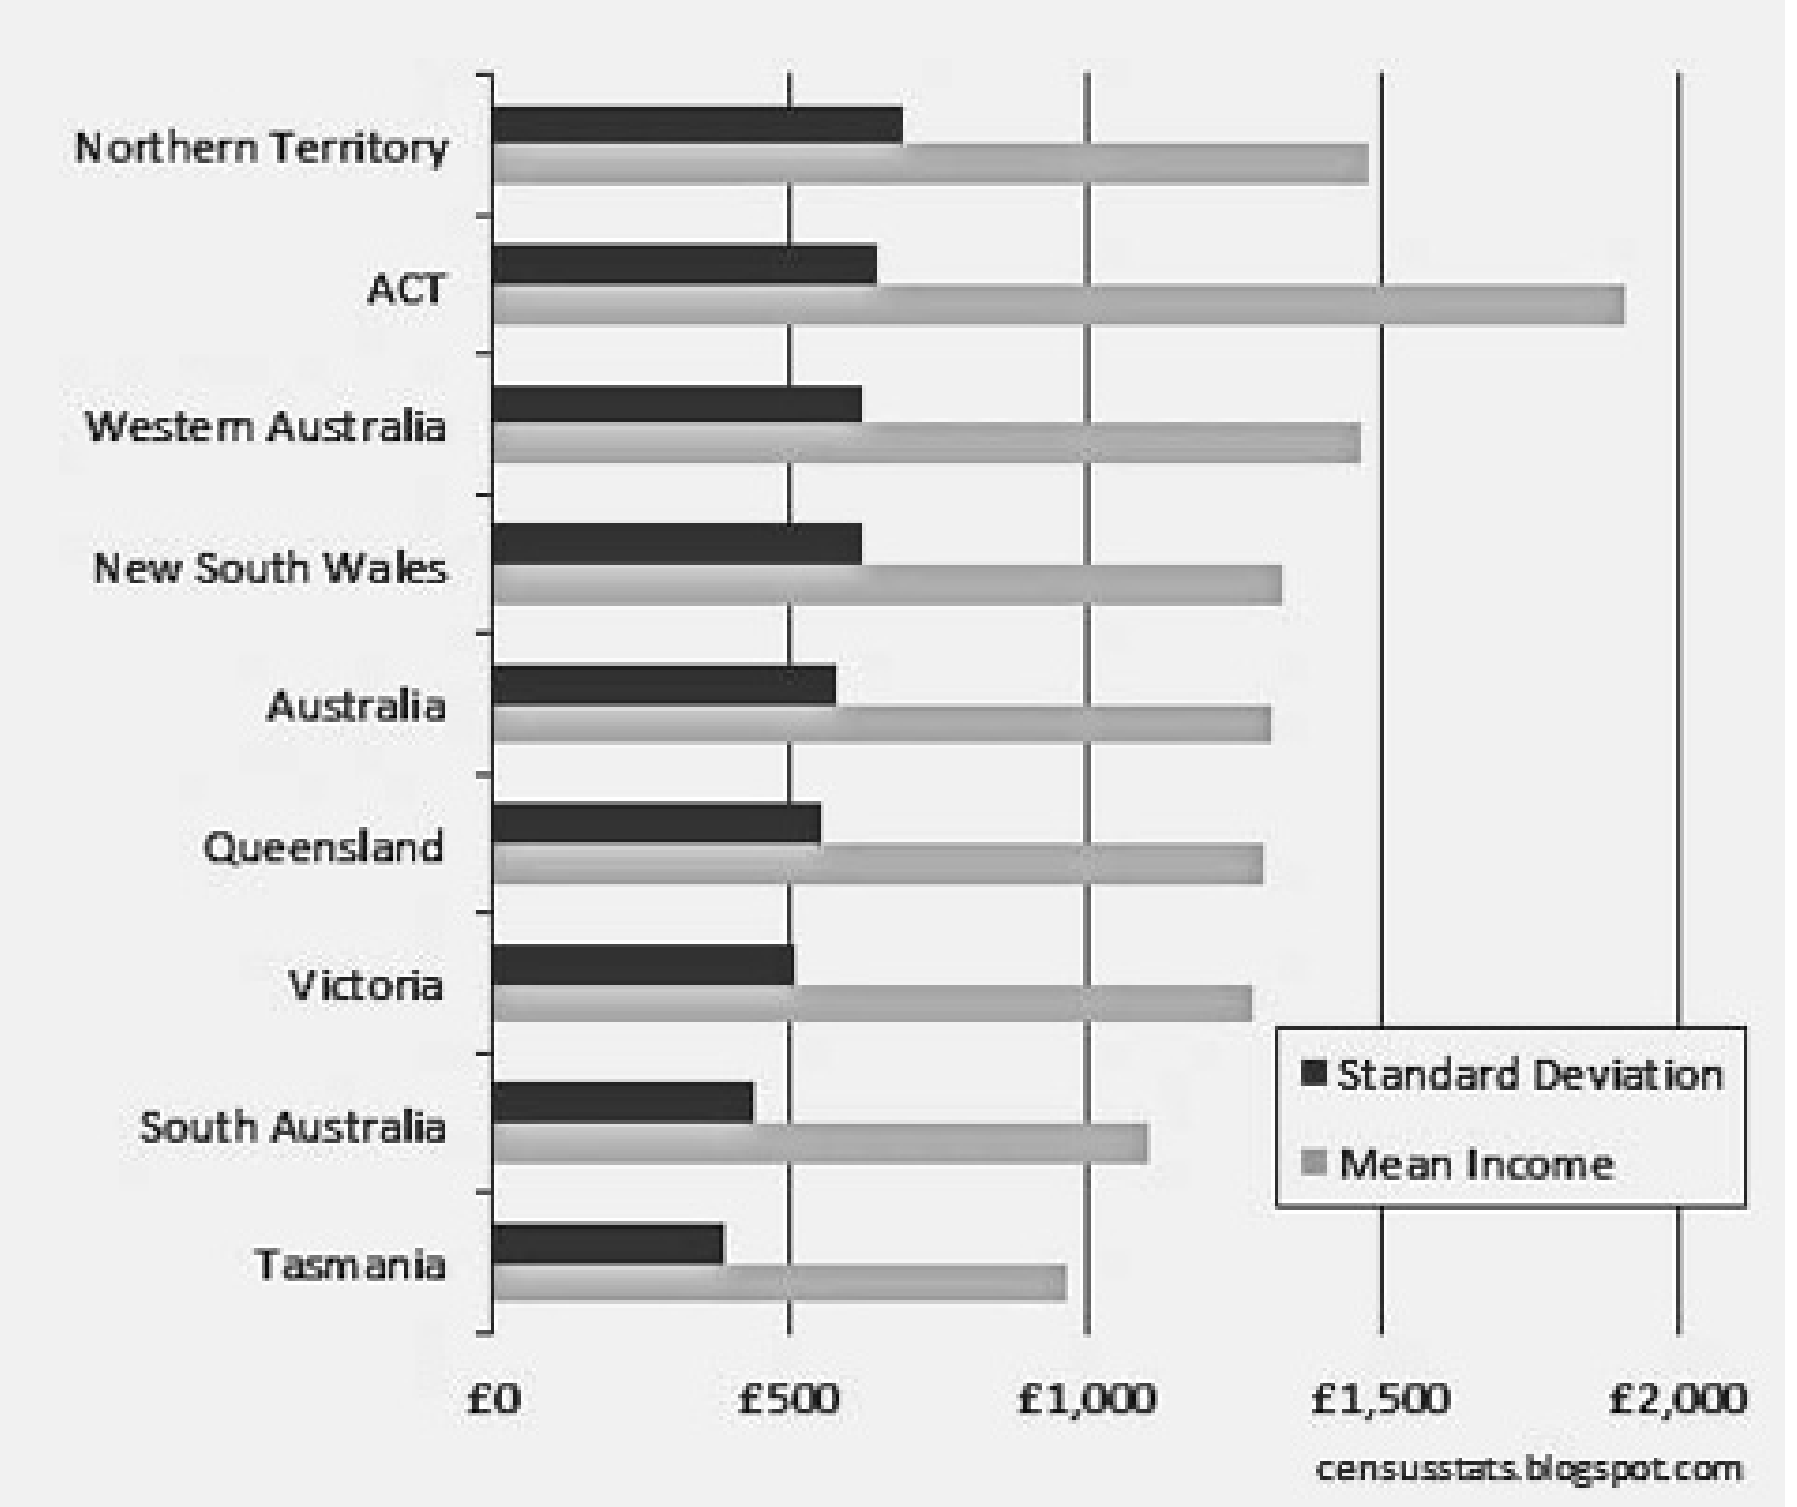 Northern Territory
ACT
Western Australia
New South Wales
Australia
Queensland
Victoria
South Australia
Tasmania
Standard Deviation
Mean Income
£0 £500 £1,000 £1,500 £2,000
censusstats.blogspot.com